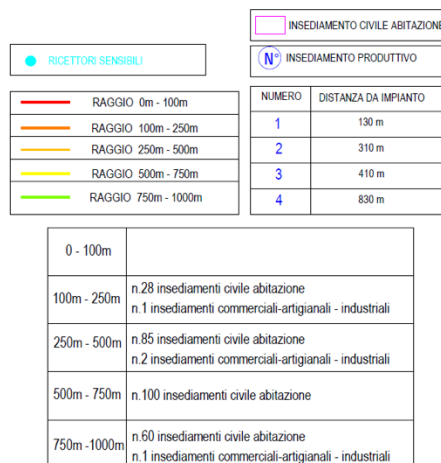 INSEDIAMENTO CIVILE ABITAZIONE
RICETTORI SENSIBILI
N° INSEDIAMENTO PRODUTTIVO
RAGGIO 0m - 100m
RAGGIO 100m - 250m
RAGGIO 250m - 500m
RAGGIO 500m - 750m
RAGGIO 750m - 1000m
NUMERO DISTANZA DA IMPIANTO
1 130 m
2 310 m
3 410 m
4 830 m
0 - 100m
100m - 250m
n.28 insediamenti civile abitazione
n.1 insediamenti commerciali-artigianali - industriali
250m - 500m
n.85 insediamenti civile abitazione
n.2 insediamenti commerciali-artigianali - industriali
500m - 750m
n.100 insediamenti civile abitazione
750m -1000m
n.60 insediamenti civile abitazione
n.1 insediamenti commerciali-artigianali - industriali